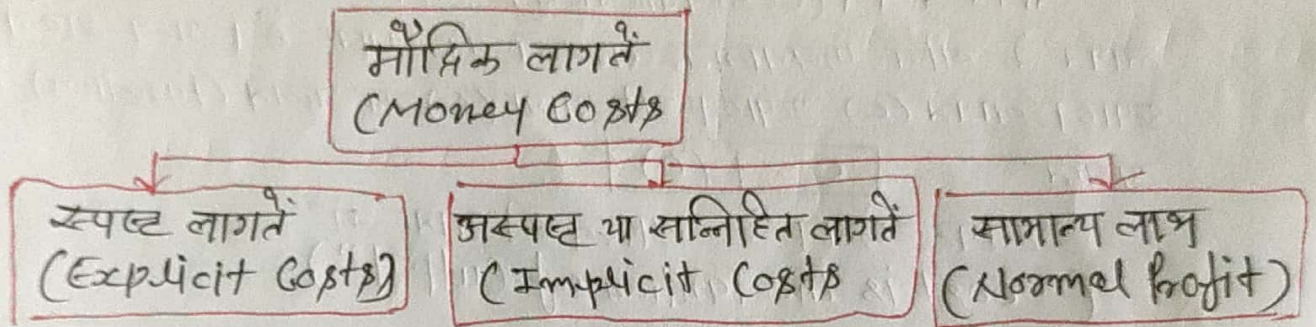 मौद्रिक लागतें
(Money Costs
स्पष्ट लागतें
(Explicit Costs)
अस्पष्ट या सन्निहित लागतें
(Implicit Costs
सामान्य लाभ
(Normal Profit)